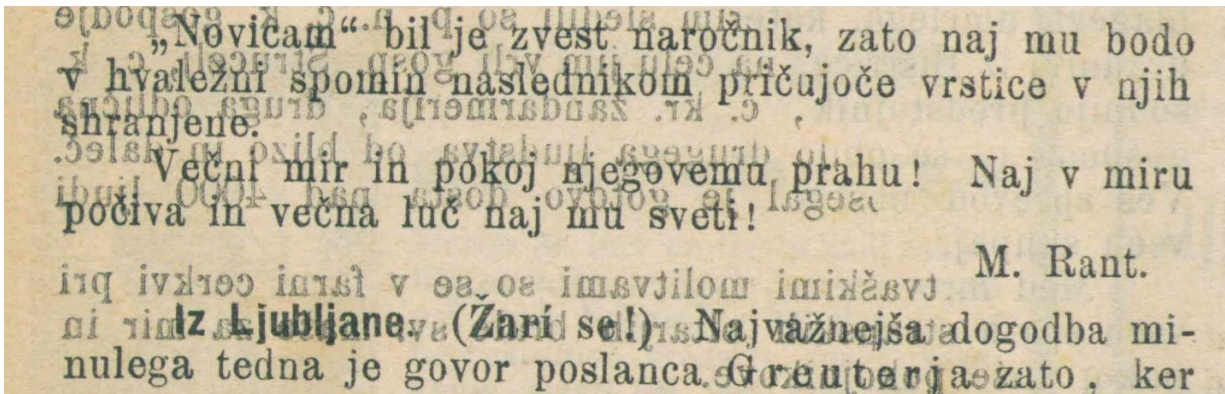 „Novicam“ bil je zvest naročnik, zato naj mu bodo
v hvaležni spomin naslednikom pričujoče vrstice v njih
shranjene.
Večni mir in pokoj njegovemu prahu! Naj v miru
počiva in večna luč naj mu sveti!
M. Rant.
Iz Ljubljane. (Žari se!) Najvažnejša dogodba mi-
nulega tedna je govor poslanca Greuterja zato, ker